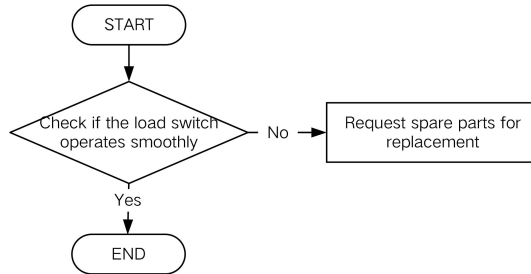 START
Check if the load switch
operates smoothly
No
Request spare parts for
replacement
Yes
END